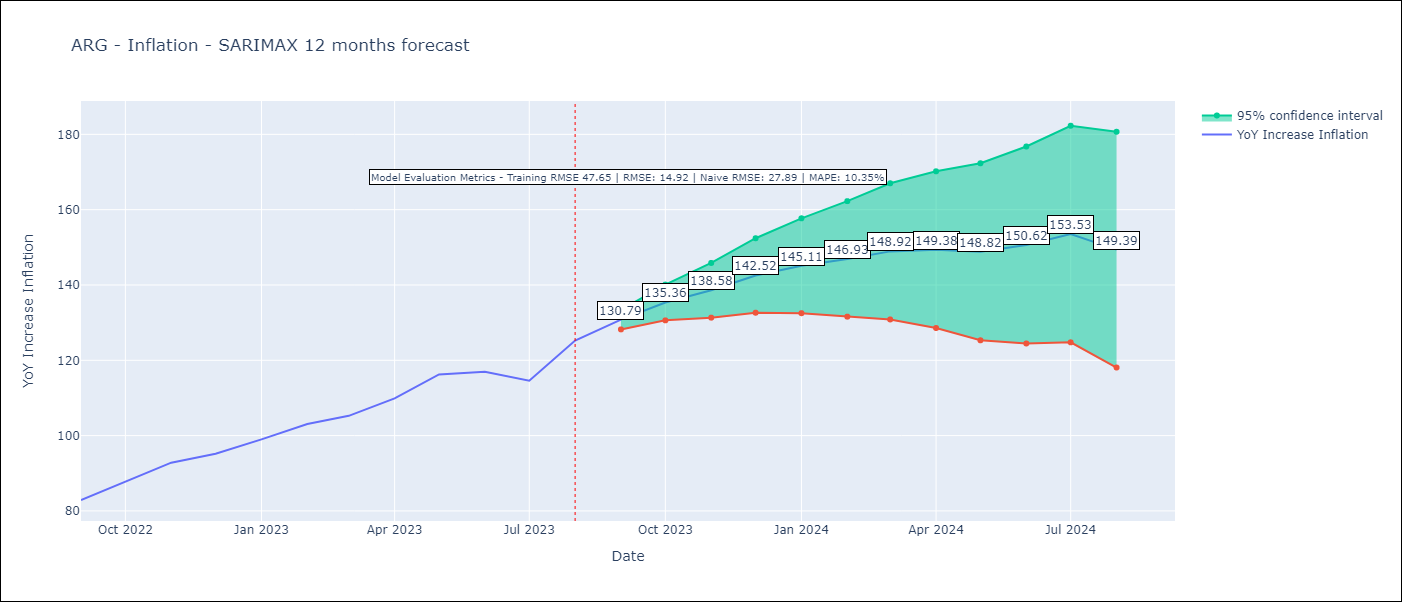 ARG - Inflation - SARIMAX 12 months forecast
95% confidence interval
YoY Increase Inflation
Model Evaluation Metrics - Training RMSE 47.65 | RMSE: 14.92 | Naive RMSE: 27.89 | MAPE: 10.35%
YoY Increase Inflation
180
160
140
120
100
80
130.79
135.36
138.58
142.52
145.11
146.93
148.92
149.38
148.82
150.62
153.53
149.39
Oct 2022
Jan 2023
Apr 2023
Jul 2023
Oct 2023
Jan 2024
Apr 2024
Jul 2024
Date